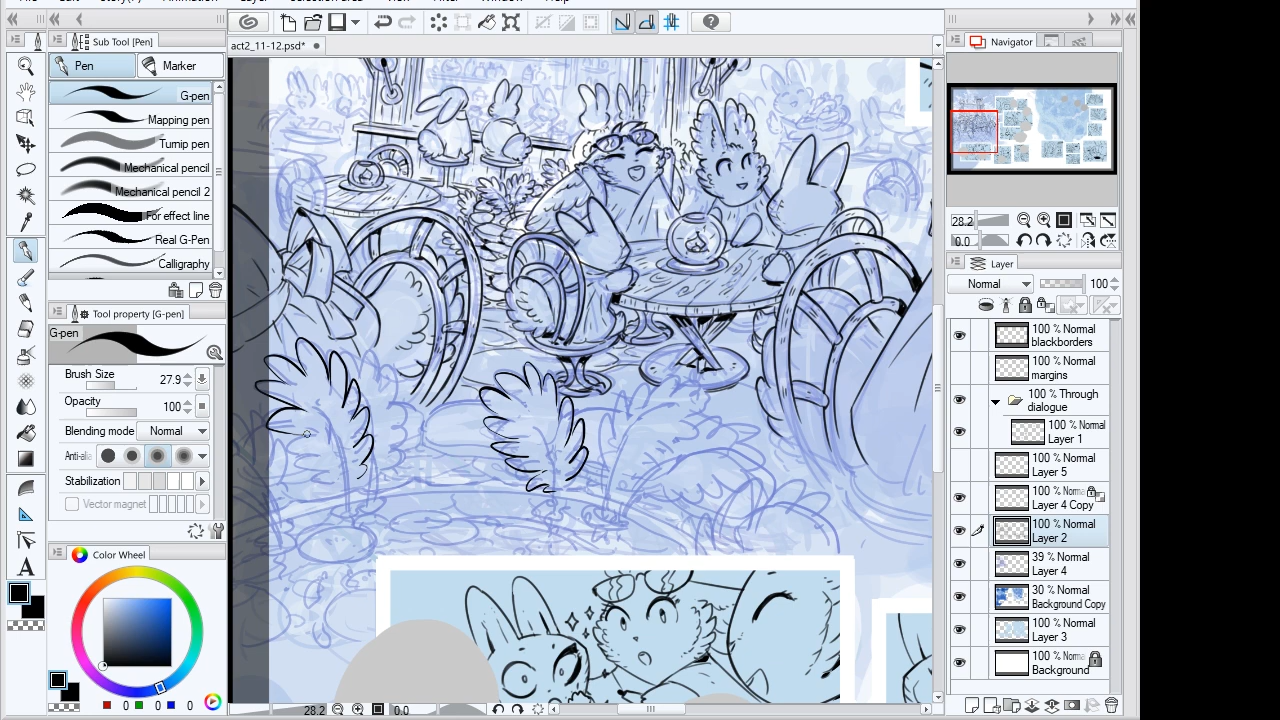 Sub Tool [Pen]
act2_11-12.psd*
Navigator
Pen
Marker
G-pen
Mapping pen
Turnip pen
Mechanical pencil
Mechanical pencil 2
For effect line
Real G-Pen
Calligraphy
28.2
0.0
Layer
Normal
100
Tool property [G-pen]
G-pen
Brush Size
27.9
Opacity
100
Blending mode
Normal
Stabilization
Vector magnet
Color Wheel
0
0
0
100 % Normal
blackborders
100 % Normal
margins
100 % Through
dialogue
100 % Normal
Layer 1
100 % Normal
Layer 5
100 % Norma
Layer 4 Copy
100 % Normal
Layer 2
39 % Normal
Layer 4
30 % Normal
Background Copy
100 % Normal
Layer 3
100 % Norma
Background
28.2
0.0